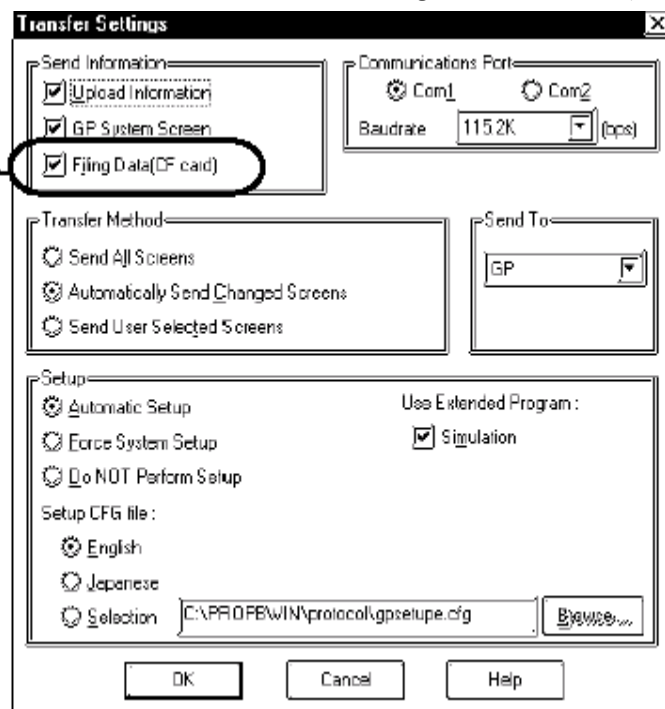 Transfer Settings
Send Information
Upload Information
GP System Screen
Filing Data(CF card)
Communications Port
Com1 Com2
Baudrate 115.2K (bps)
Transfer Method
Send All Screens
Automatically Send Changed Screens
Send User Selected Screens
Send To
GP
Setup
Automatic Setup
Force System Setup
Do NOT Perform Setup
Use Extended Program :
Simulation
Setup CFG file :
English
Japanese
Selection C:\PROPBWIN\protocol\gpsetupe.cfg Browse...
OK Cancel Help